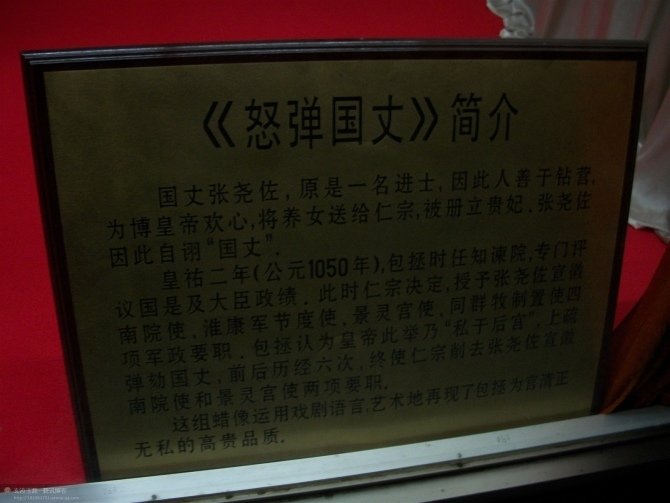 《怒弹国丈》简介
国丈张尧佐，原是一名进士，因此人善于钻营，
为博皇帝欢心，将养女送给仁宗，被册立贵妃．张尧佐
因此自诩“国丈”．
皇祐二年（公元1050年），包拯时任知谏院，专门评
议国是及大臣政绩．此时仁宗决定，授予张尧佐宣徽
南院使，淮康军节度使，景灵宫使，同群牧制置使四
项军政要职．包拯认为皇帝此举乃“私于后宫”，上疏
弹劾国丈，前后历经六次，终使仁宗削去张尧佐宣徽
南院使和景灵宫使两项要职．
这组蜡像运用戏剧语言，艺术地再现了包拯为官清正
无私的高贵品质．